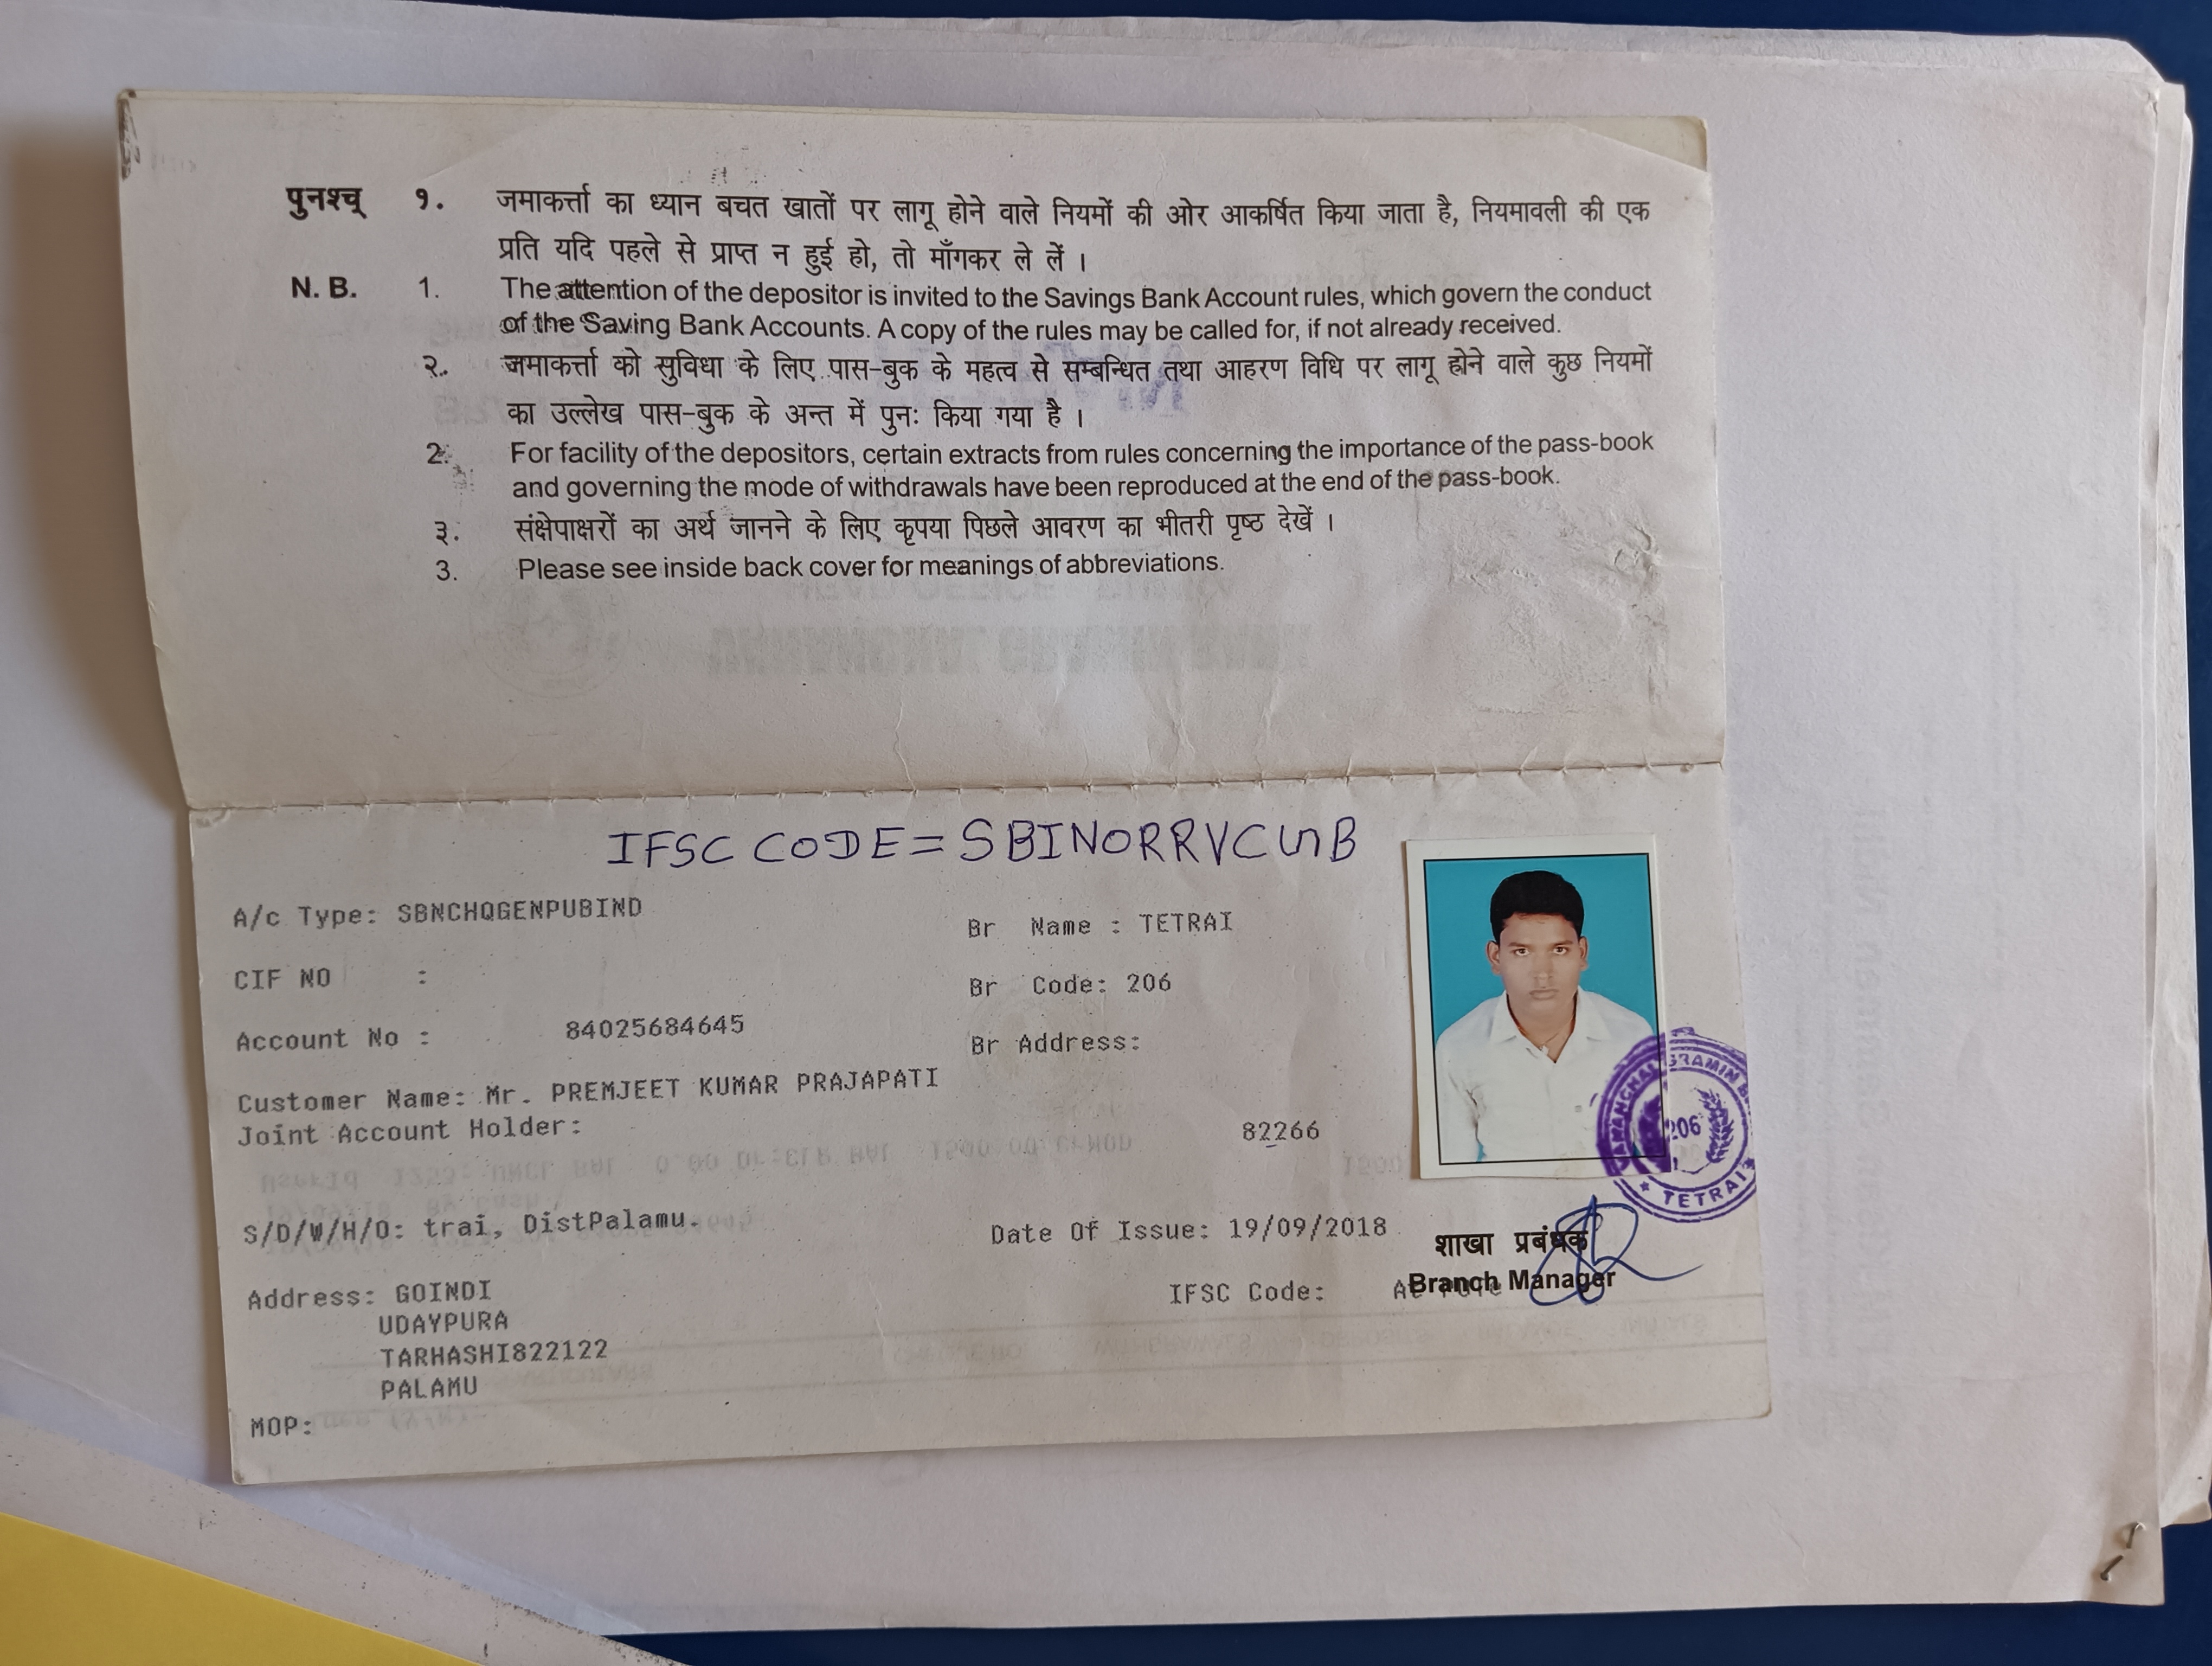 पुनश्च् १. जमाकर्त्ता का ध्यान बचत खातों पर लागू होने वाले नियमों की ओर आकर्षित किया जाता है, नियमावली की एक
प्रति यदि पहले से प्राप्त न हुई हो, तो माँगकर ले लें ।
N. B. 1. The attention of the depositor is invited to the Savings Bank Account rules, which govern the conduct
of the Saving Bank Accounts. A copy of the rules may be called for, if not already received.
२. जमाकर्त्ता को सुविधा के लिए पास-बुक के महत्व से सम्बन्धित तथा आहरण विधि पर लागू होने वाले कुछ नियमों
का उल्लेख पास-बुक के अन्त में पुनः किया गया है ।
2. For facility of the depositors, certain extracts from rules concerning the importance of the pass-book
and governing the mode of withdrawals have been reproduced at the end of the pass-book.
३. संक्षेपाक्षरों का अर्थ जानने के लिए कृपया पिछले आवरण का भीतरी पृष्ठ देखें ।
3. Please see inside back cover for meanings of abbreviations.
IFSC CODE = SBIN0RRVCGB
A/c Type: SBNCHQGENPUBIND
Br Name : TETRAI
CIF NO :
Br Code: 206
Account No : 84025684645
Br Address:
Customer Name: Mr. PREMJEET KUMAR PRAJAPATI
Joint Account Holder:
82266
S/D/W/H/O: trai, DistPalamu.
Date Of Issue: 19/09/2018
Address: GOINDI
UDAYPURA
TARHASHI822122
PALAMU
IFSC Code:
MOP:
शाखा प्रबंधक
Branch Manager
GRAMIN
206
TETRAI